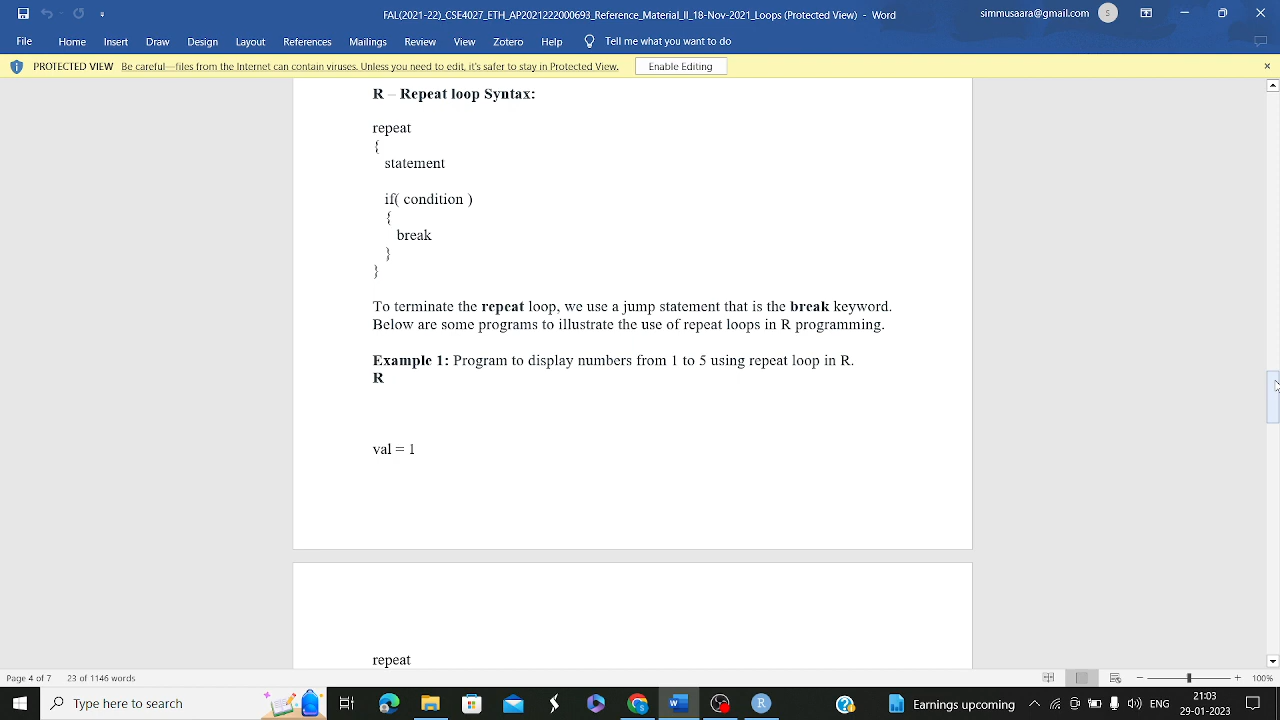 FAL(2021-22)_CSE4027_ETH_AP2021222000693_Reference_Material_II_18-Nov-2021_Loops (Protected View) - Word
simmusaara@gmail.com
S
File Home Insert Draw Design Layout References Mailings Review View Zotero Help Tell me what you want to do
PROTECTED VIEW Be careful—files from the Internet can contain viruses. Unless you need to edit, it's safer to stay in Protected View. Enable Editing
R – Repeat loop Syntax:
repeat
{
statement
if( condition )
{
break
}
}
To terminate the repeat loop, we use a jump statement that is the break keyword.
Below are some programs to illustrate the use of repeat loops in R programming.
Example 1: Program to display numbers from 1 to 5 using repeat loop in R.
R
val = 1
repeat
Page 4 of 7 23 of 1146 words
100%
Type here to search
Earnings upcoming
ENG
21:03
29-01-2023